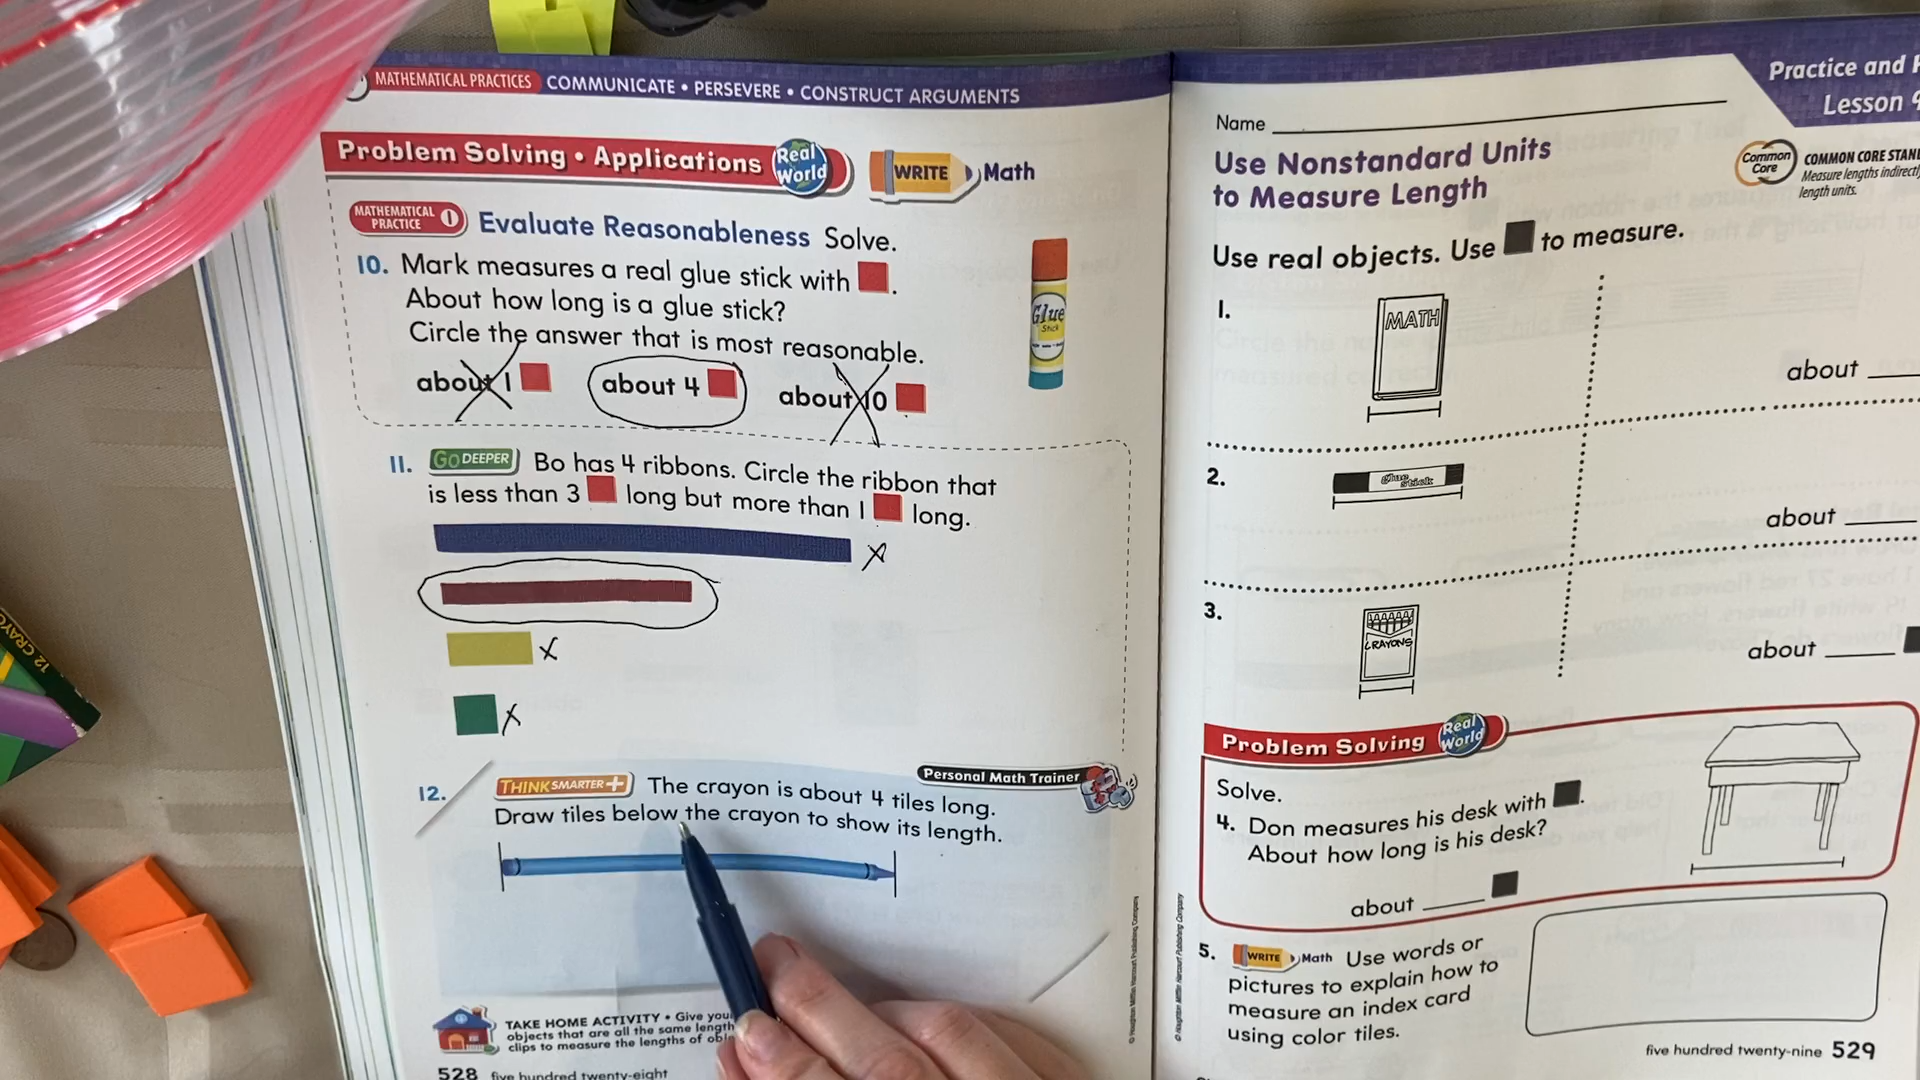 MATHEMATICAL PRACTICES COMMUNICATE • PERSEVERE • CONSTRUCT ARGUMENTS
Problem Solving • Applications Real World WRITE Math
MATHEMATICAL PRACTICE 1 Evaluate Reasonableness Solve.
10. Mark measures a real glue stick with .
About how long is a glue stick?
Circle the answer that is most reasonable.
about 1 about 4 about 10
Glue Stick
11. GO DEEPER Bo has 4 ribbons. Circle the ribbon that
is less than 3 long but more than 1 long.
X
X
X
Personal Math Trainer
12. THINK SMARTER + The crayon is about 4 tiles long.
Draw tiles below the crayon to show its length.
TAKE HOME ACTIVITY • Give your
objects that are all the same length
clips to measure the lengths of
528 five hundred twenty-eight
© Houghton Mifflin Harcourt Publishing Company
12 CRAYO
Practice and
Lesson
Name
Use Nonstandard Units
to Measure Length
Common Core
COMMON CORE
Measure lengths
length units.
Use real objects. Use to measure.
1. MATH
about
2. glue stick
about
3. CRAYONS
about
Problem Solving Real World
Solve.
4. Don measures his desk with .
About how long is his desk?
about
5. WRITE Math Use words or
pictures to explain how to
measure an index card
using color tiles.
five hundred twenty-nine 529
© Houghton Mifflin Harcourt Publishing Company